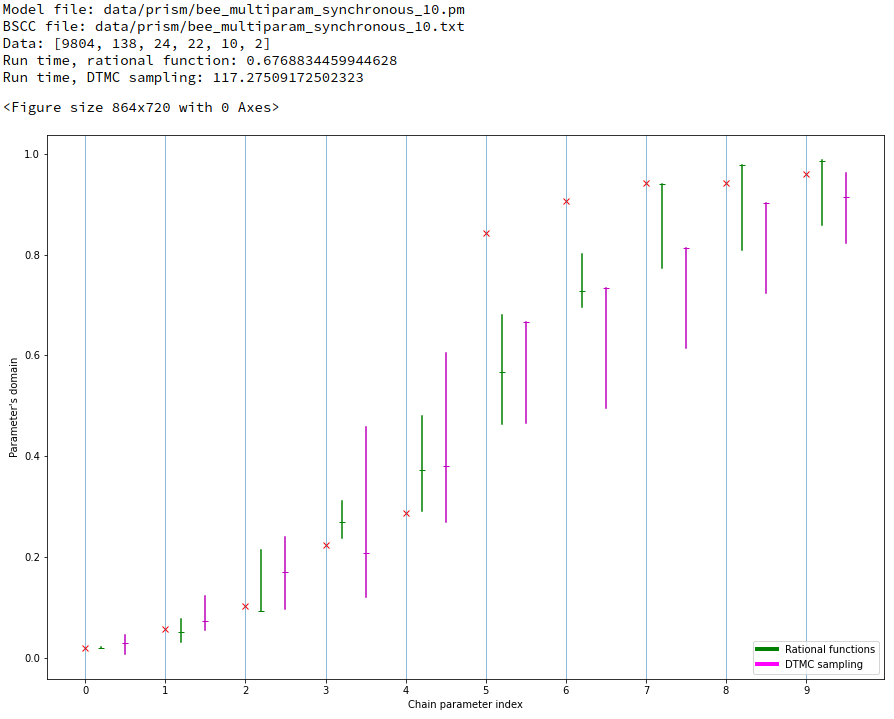 Model file: data/prism/bee_multiparam_synchronous_10.pm
BSCC file: data/prism/bee_multiparam_synchronous_10.txt
Data: [9804, 138, 24, 22, 10, 2]
Run time, rational function: 0.6768834459944628
Run time, DTMC sampling: 117.27509172502323
<Figure size 864x720 with 0 Axes>
1.0
0.8
0.6
0.4
0.2
0.0
Parameter's domain
0 1 2 3 4 5 6 7 8 9
Chain parameter index
Rational functions
DTMC sampling